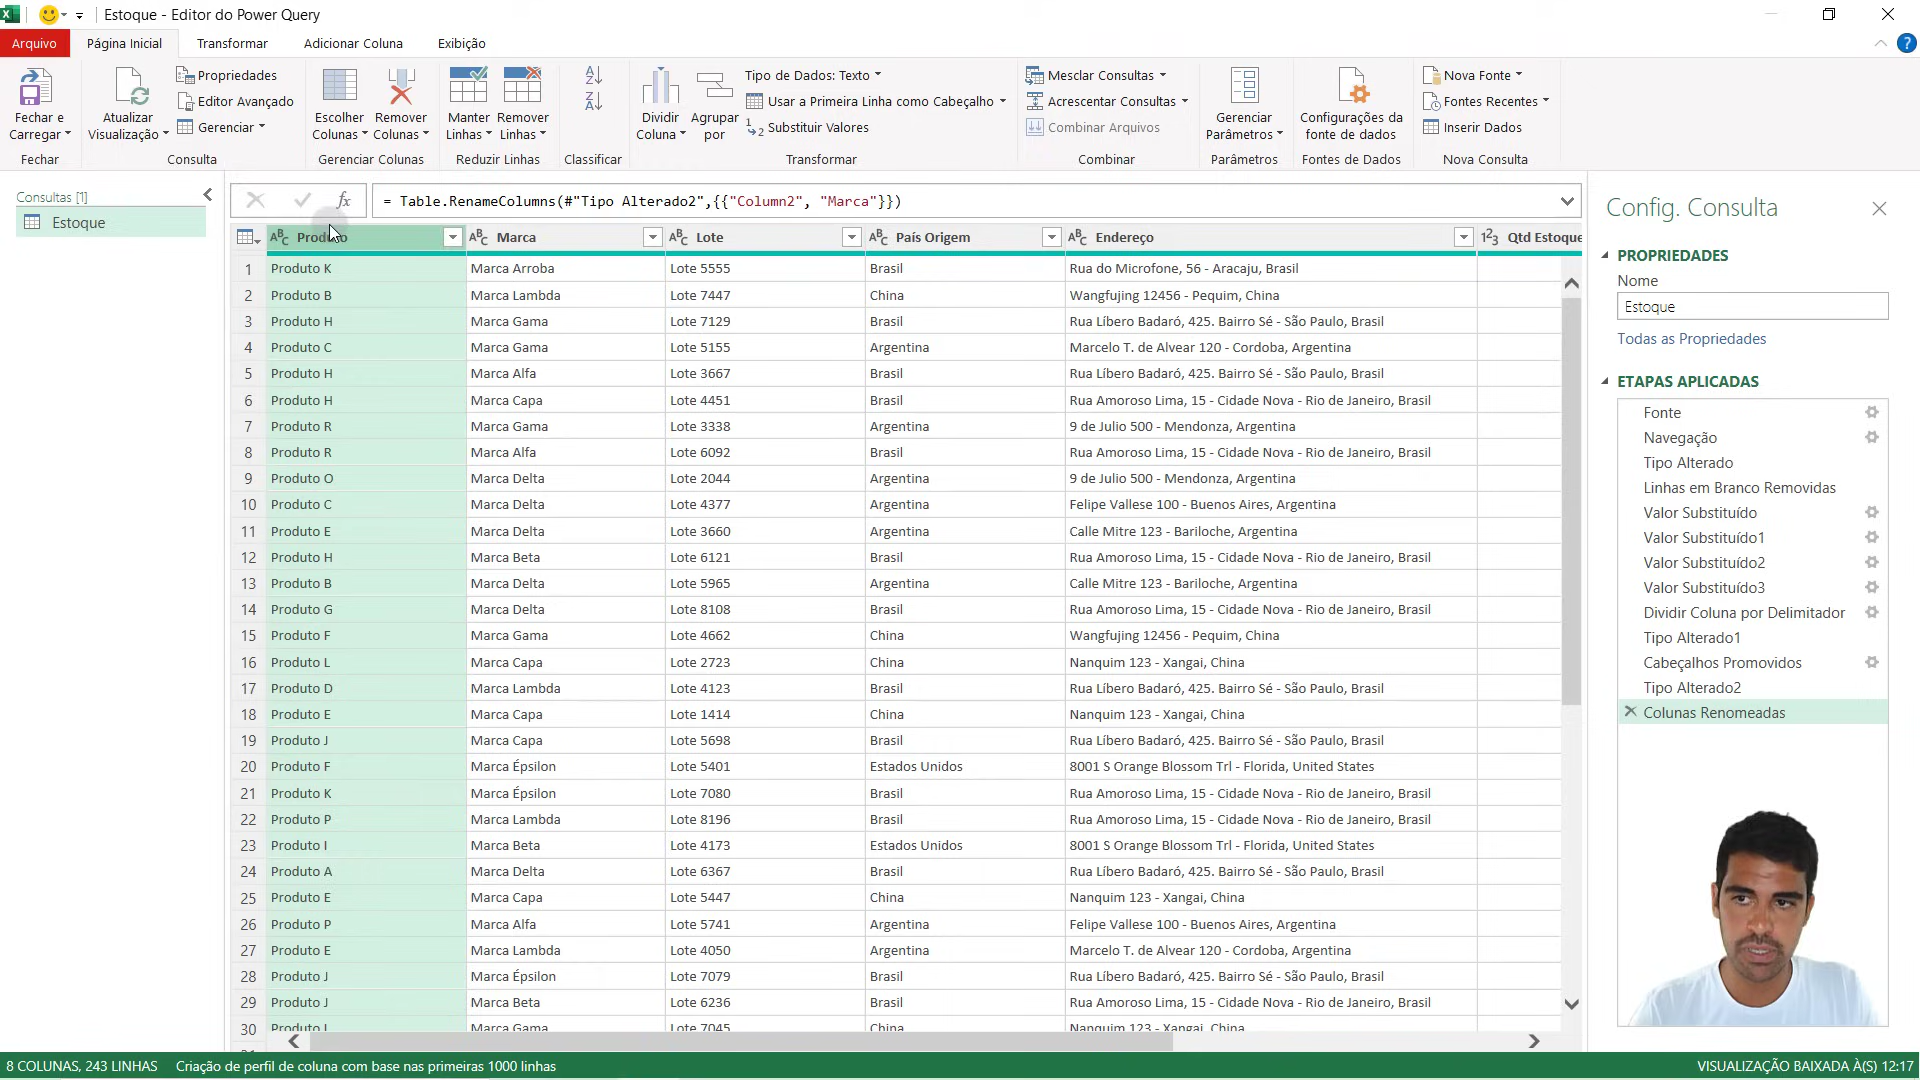 Estoque - Editor do Power Query
Arquivo Página Inicial Transformar Adicionar Coluna Exibição ?
Fechar e Carregar
Fechar
Atualizar Visualização
Propriedades
Editor Avançado
Gerenciar
Consulta
Escolher Colunas
Remover Colunas
Gerenciar Colunas
Manter Linhas
Remover Linhas
Reduzir Linhas
A Z
Z A
Classificar
Dividir Coluna
Agrupar por
Tipo de Dados: Texto
Usar a Primeira Linha como Cabeçalho
Substituir Valores
Transformar
Mesclar Consultas
Acrescentar Consultas
Combinar Arquivos
Combinar
Gerenciar Parâmetros
Parâmetros
Configurações da fonte de dados
Fontes de Dados
Nova Fonte
Fontes Recentes
Inserir Dados
Nova Consulta
Consultas [1]
Estoque
fx
= Table.RenameColumns(#"Tipo Alterado2",{{"Column2", "Marca"}})
ABC Produto ABC Marca ABC Lote ABC País Origem ABC Endereço 123 Qtd Estoque
1 Produto K Marca Arroba Lote 5555 Brasil Rua do Microfone, 56 - Aracaju, Brasil
2 Produto B Marca Lambda Lote 7447 China Wangfujing 12456 - Pequim, China
3 Produto H Marca Gama Lote 7129 Brasil Rua Líbero Badaró, 425. Bairro Sé - São Paulo, Brasil
4 Produto C Marca Gama Lote 5155 Argentina Marcelo T. de Alvear 120 - Cordoba, Argentina
5 Produto H Marca Alfa Lote 3667 Brasil Rua Líbero Badaró, 425. Bairro Sé - São Paulo, Brasil
6 Produto H Marca Capa Lote 4451 Brasil Rua Amoroso Lima, 15 - Cidade Nova - Rio de Janeiro, Brasil
7 Produto R Marca Gama Lote 3338 Argentina 9 de Julio 500 - Mendonza, Argentina
8 Produto R Marca Alfa Lote 6092 Brasil Rua Amoroso Lima, 15 - Cidade Nova - Rio de Janeiro, Brasil
9 Produto O Marca Delta Lote 2044 Argentina 9 de Julio 500 - Mendonza, Argentina
10 Produto C Marca Delta Lote 4377 Argentina Felipe Vallese 100 - Buenos Aires, Argentina
11 Produto E Marca Delta Lote 3660 Argentina Calle Mitre 123 - Bariloche, Argentina
12 Produto H Marca Beta Lote 6121 Brasil Rua Amoroso Lima, 15 - Cidade Nova - Rio de Janeiro, Brasil
13 Produto B Marca Delta Lote 5965 Argentina Calle Mitre 123 - Bariloche, Argentina
14 Produto G Marca Delta Lote 8108 Brasil Rua Amoroso Lima, 15 - Cidade Nova - Rio de Janeiro, Brasil
15 Produto F Marca Gama Lote 4662 China Wangfujing 12456 - Pequim, China
16 Produto L Marca Capa Lote 2723 China Nanquim 123 - Xangai, China
17 Produto D Marca Lambda Lote 4123 Brasil Rua Líbero Badaró, 425. Bairro Sé - São Paulo, Brasil
18 Produto E Marca Capa Lote 1414 China Nanquim 123 - Xangai, China
19 Produto J Marca Capa Lote 5698 Brasil Rua Líbero Badaró, 425. Bairro Sé - São Paulo, Brasil
20 Produto F Marca Épsilon Lote 5401 Estados Unidos 8001 S Orange Blossom Trl - Florida, United States
21 Produto K Marca Épsilon Lote 7080 Brasil Rua Amoroso Lima, 15 - Cidade Nova - Rio de Janeiro, Brasil
22 Produto P Marca Lambda Lote 8196 Brasil Rua Amoroso Lima, 15 - Cidade Nova - Rio de Janeiro, Brasil
23 Produto I Marca Beta Lote 4173 Estados Unidos 8001 S Orange Blossom Trl - Florida, United States
24 Produto A Marca Delta Lote 6367 Brasil Rua Líbero Badaró, 425. Bairro Sé - São Paulo, Brasil
25 Produto E Marca Capa Lote 5447 China Nanquim 123 - Xangai, China
26 Produto P Marca Alfa Lote 5741 Argentina Felipe Vallese 100 - Buenos Aires, Argentina
27 Produto E Marca Lambda Lote 4050 Argentina Marcelo T. de Alvear 120 - Cordoba, Argentina
28 Produto J Marca Épsilon Lote 7079 Brasil Rua Líbero Badaró, 425. Bairro Sé - São Paulo, Brasil
29 Produto J Marca Beta Lote 6236 Brasil Rua Amoroso Lima, 15 - Cidade Nova - Rio de Janeiro, Brasil
30 Produto Marca Gama Lote 7045 China Nanquim 123 - Xangai, China
Config. Consulta
PROPRIEDADES
Nome
Estoque
Todas as Propriedades
ETAPAS APLICADAS
Fonte
Navegação
Tipo Alterado
Linhas em Branco Removidas
Valor Substituído
Valor Substituído1
Valor Substituído2
Valor Substituído3
Dividir Coluna por Delimitador
Tipo Alterado1
Cabeçalhos Promovidos
Tipo Alterado2
Colunas Renomeadas
8 COLUNAS, 243 LINHAS Criação de perfil de coluna com base nas primeiras 1000 linhas VISUALIZAÇÃO BAIXADA À(S) 12:17